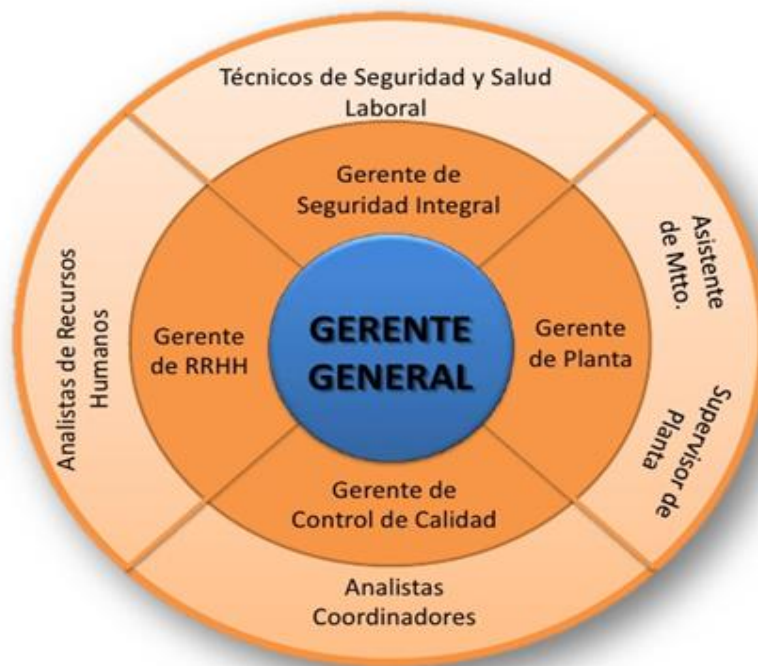 Técnicos de Seguridad y Salud
Laboral
Gerente de
Seguridad Integral
Asistente
de Mtto.
Analistas de Recursos
Humanos
Gerente
de RRHH
GERENTE
GENERAL
Gerente
de Planta
Supervisor de
Planta
Gerente de
Control de Calidad
Analistas
Coordinadores